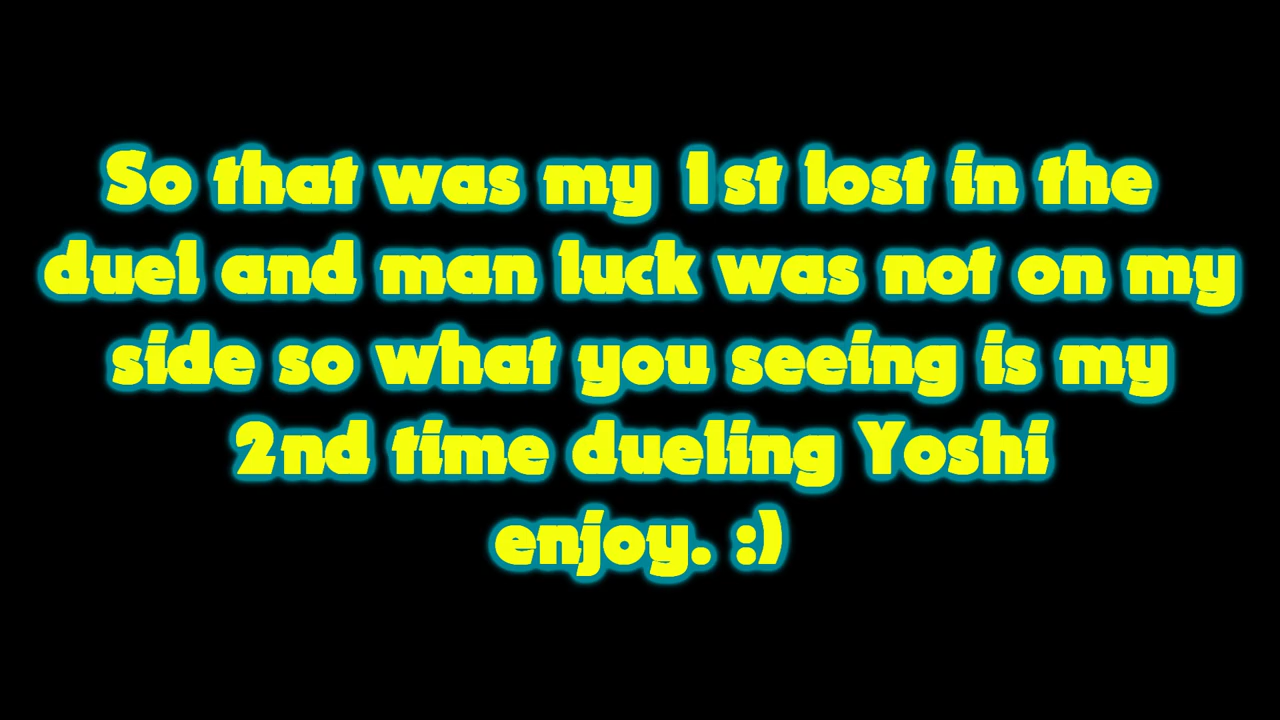 So that was my 1st lost in the
duel and man luck was not on my
side so what you seeing is my
2nd time dueling Yoshi
enjoy. :)